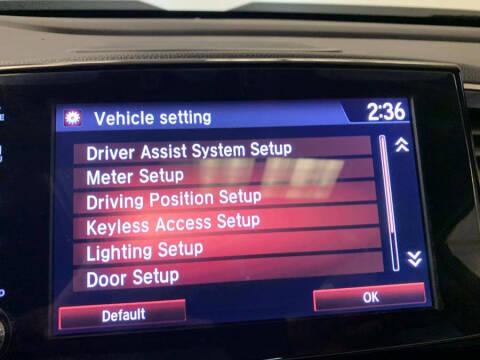 Vehicle setting
2:36
Driver Assist System Setup
Meter Setup
Driving Position Setup
Keyless Access Setup
Lighting Setup
Door Setup
Default
OK